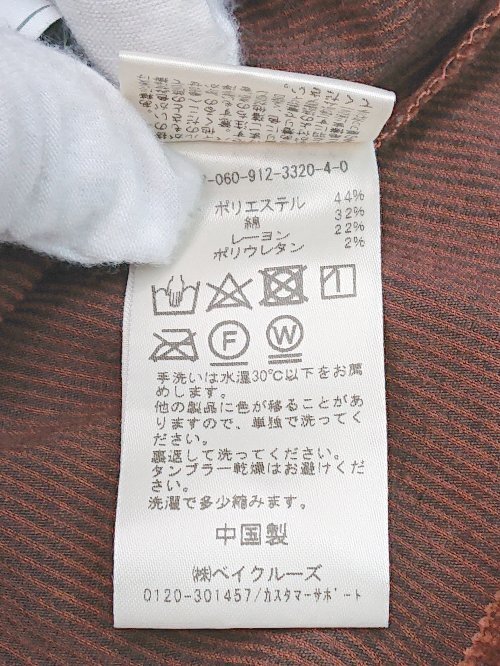 -060-912-3320-4-0
ポリエステル 44%
綿 32%
レーヨン 22%
ポリウレタン 2%
F W
手洗いは水温30℃以下をお薦
めします。
他の製品に色が移ることがあ
りますので、単独で洗ってく
ださい。
裏返して洗ってください。
タンブラー乾燥はお避けくだ
さい。
洗濯で多少縮みます。
中国製
㈱ベイクルーズ
0120-301457/カスタマーサポート